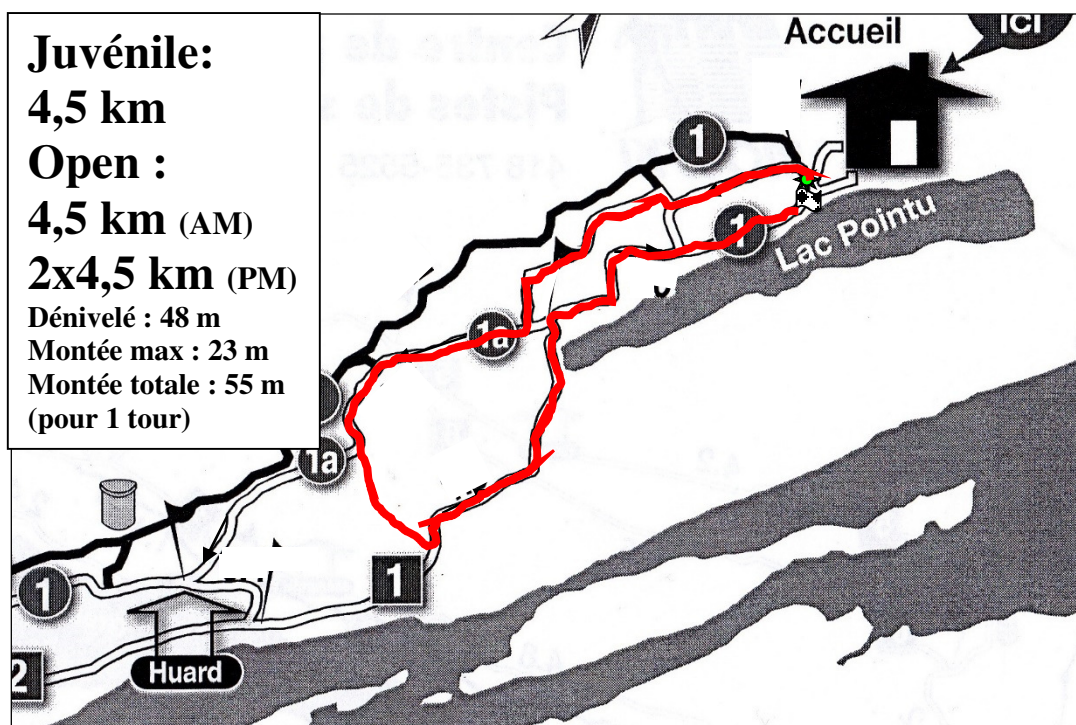 Juvénile:
4,5 km
Open :
4,5 km (AM)
2x4,5 km (PM)
Dénivelé : 48 m
Montée max : 23 m
Montée totale : 55 m
(pour 1 tour)
Accueil
ici
1
1
Lac Pointu
1a
1a
1
1
2
Huard